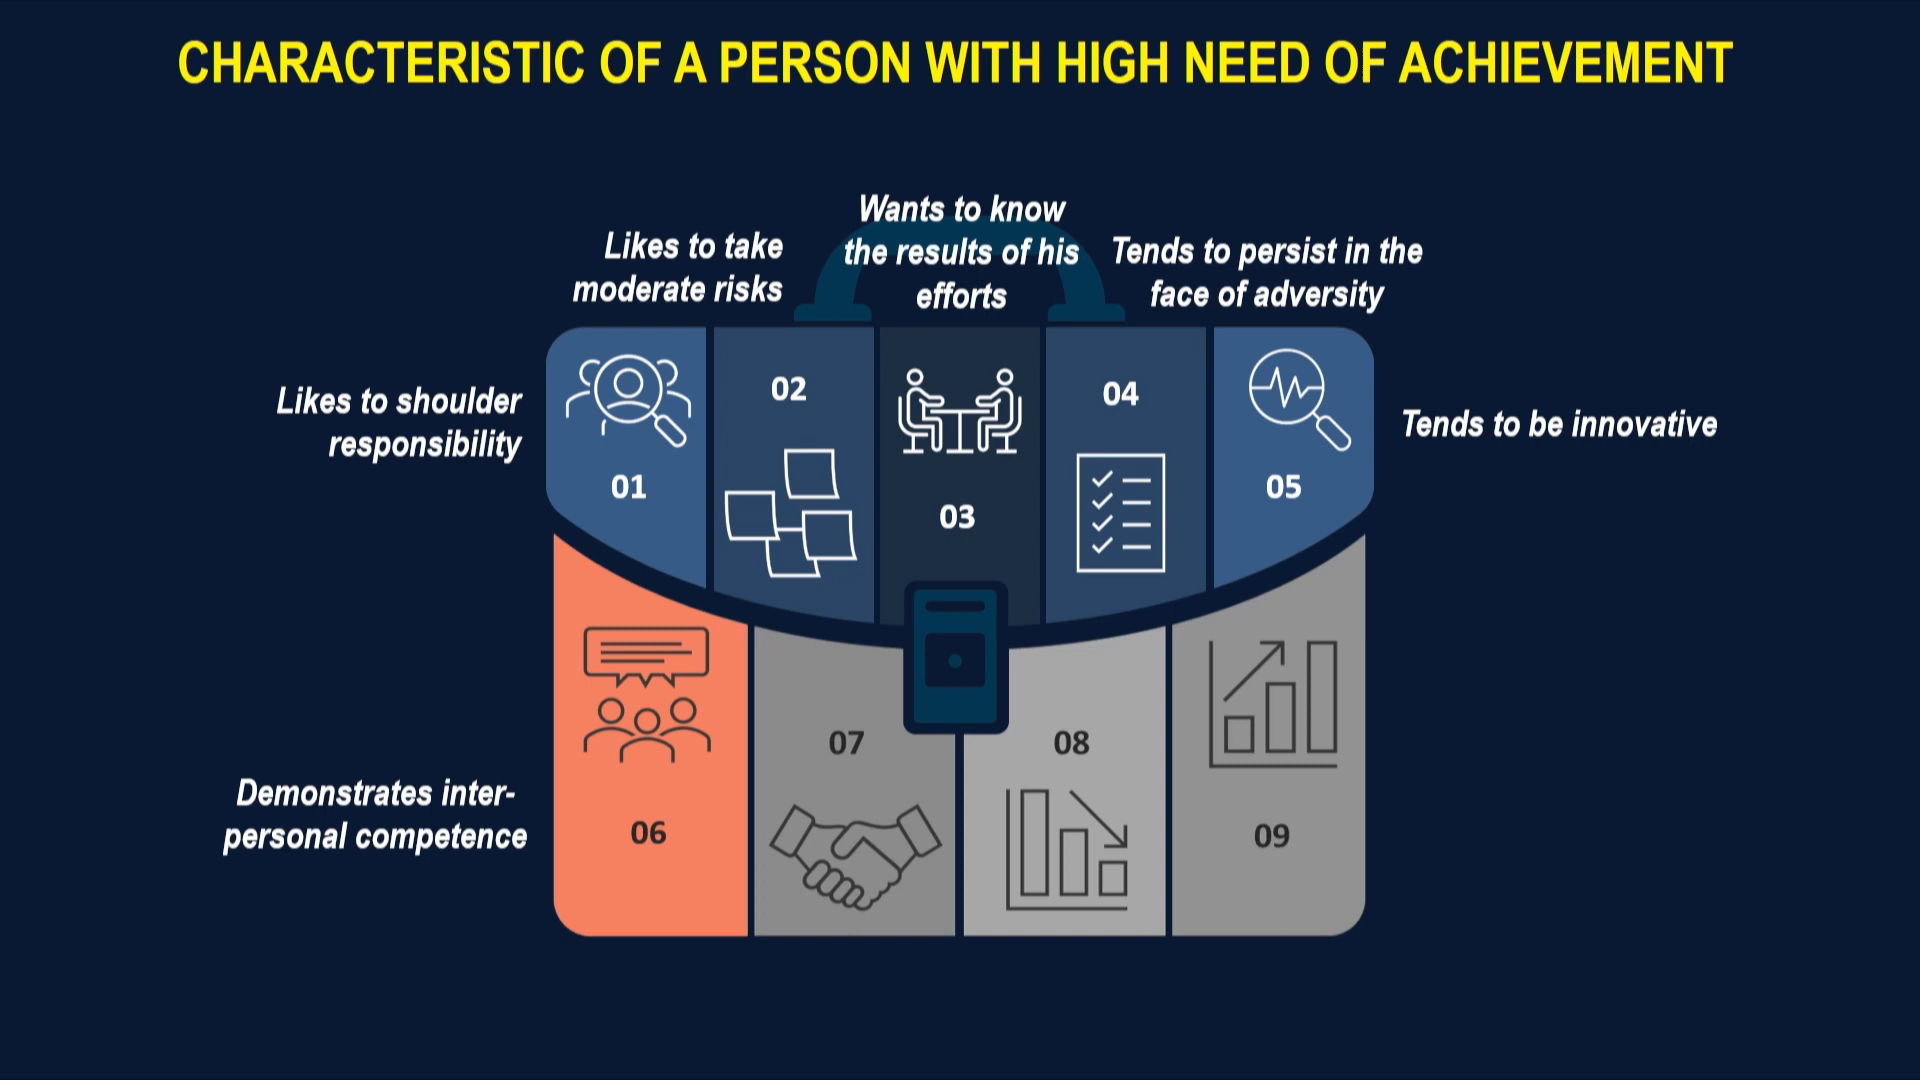 CHARACTERISTIC OF A PERSON WITH HIGH NEED OF ACHIEVEMENT
Likes to shoulder
responsibility
Likes to take
moderate risks
Wants to know
the results of his
efforts
Tends to persist in the
face of adversity
Tends to be innovative
01
02
03
04
05
Demonstrates inter-
personal competence
06
07
08
09